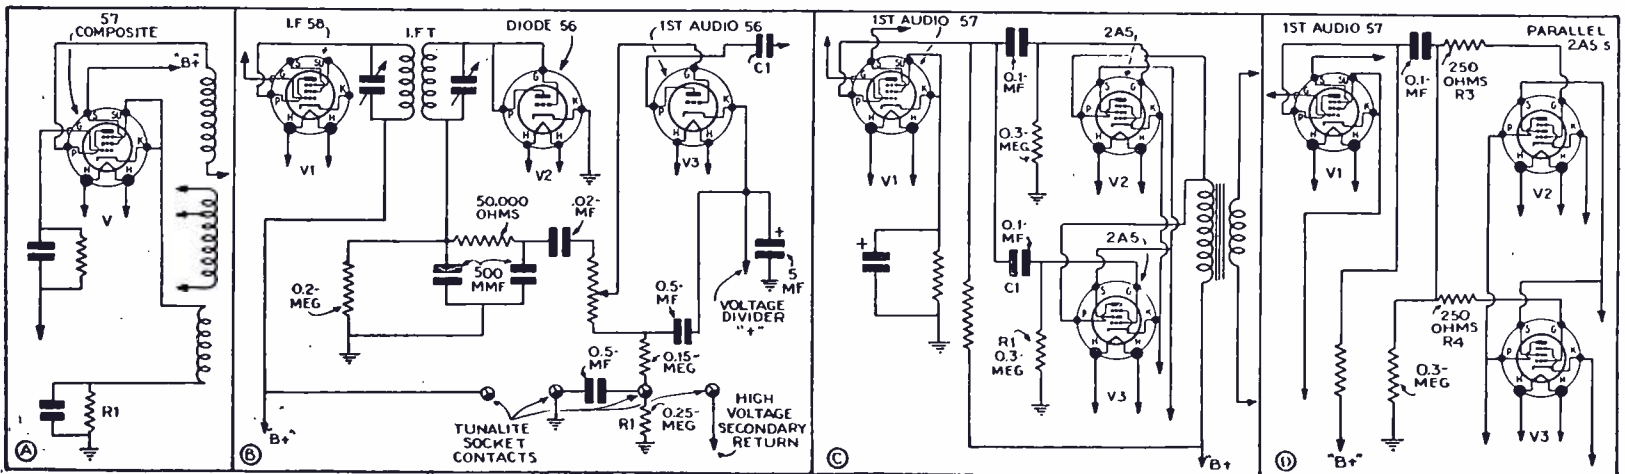 57
COMPOSITE
"B+"
G
S
SU
P
K
H
H
V
R1
A
I.F 58
I.F T
DIODE 56
1ST AUDIO 56
C1
G
S
SU
P
K
H
H
V1
G
P
K
H
H
V2
G
P
K
H
H
V3
50,000
OHMS
.02-
MF
0.2-
MEG
500
MMF
0.5-
MF
+
5
MF
VOLTAGE
DIVIDER
"+"
0.5-
MF
0.15-
MEG
R1
0.25-
MEG
TUNALITE
SOCKET
CONTACTS
HIGH
VOLTAGE
SECONDARY
RETURN
"B+"
B
1ST AUDIO 57
2A5
0.1-
MF
G
S
SU
P
K
H
H
V1
0.3-
MEG
S
G
P
K
H
H
V2
+
0.1-
MF
C1
2A5
S
G
P
K
H
H
V3
R1
0.3-
MEG
"B+
C
1ST AUDIO 57
PARALLEL
2A5 S
0.1-
MF
250
OHMS
R3
G
S
SU
P
K
H
H
V1
S
G
P
K
H
H
V2
250
OHMS
R4
0.3-
MEG
S
G
P
K
H
H
V3
"B+"
D